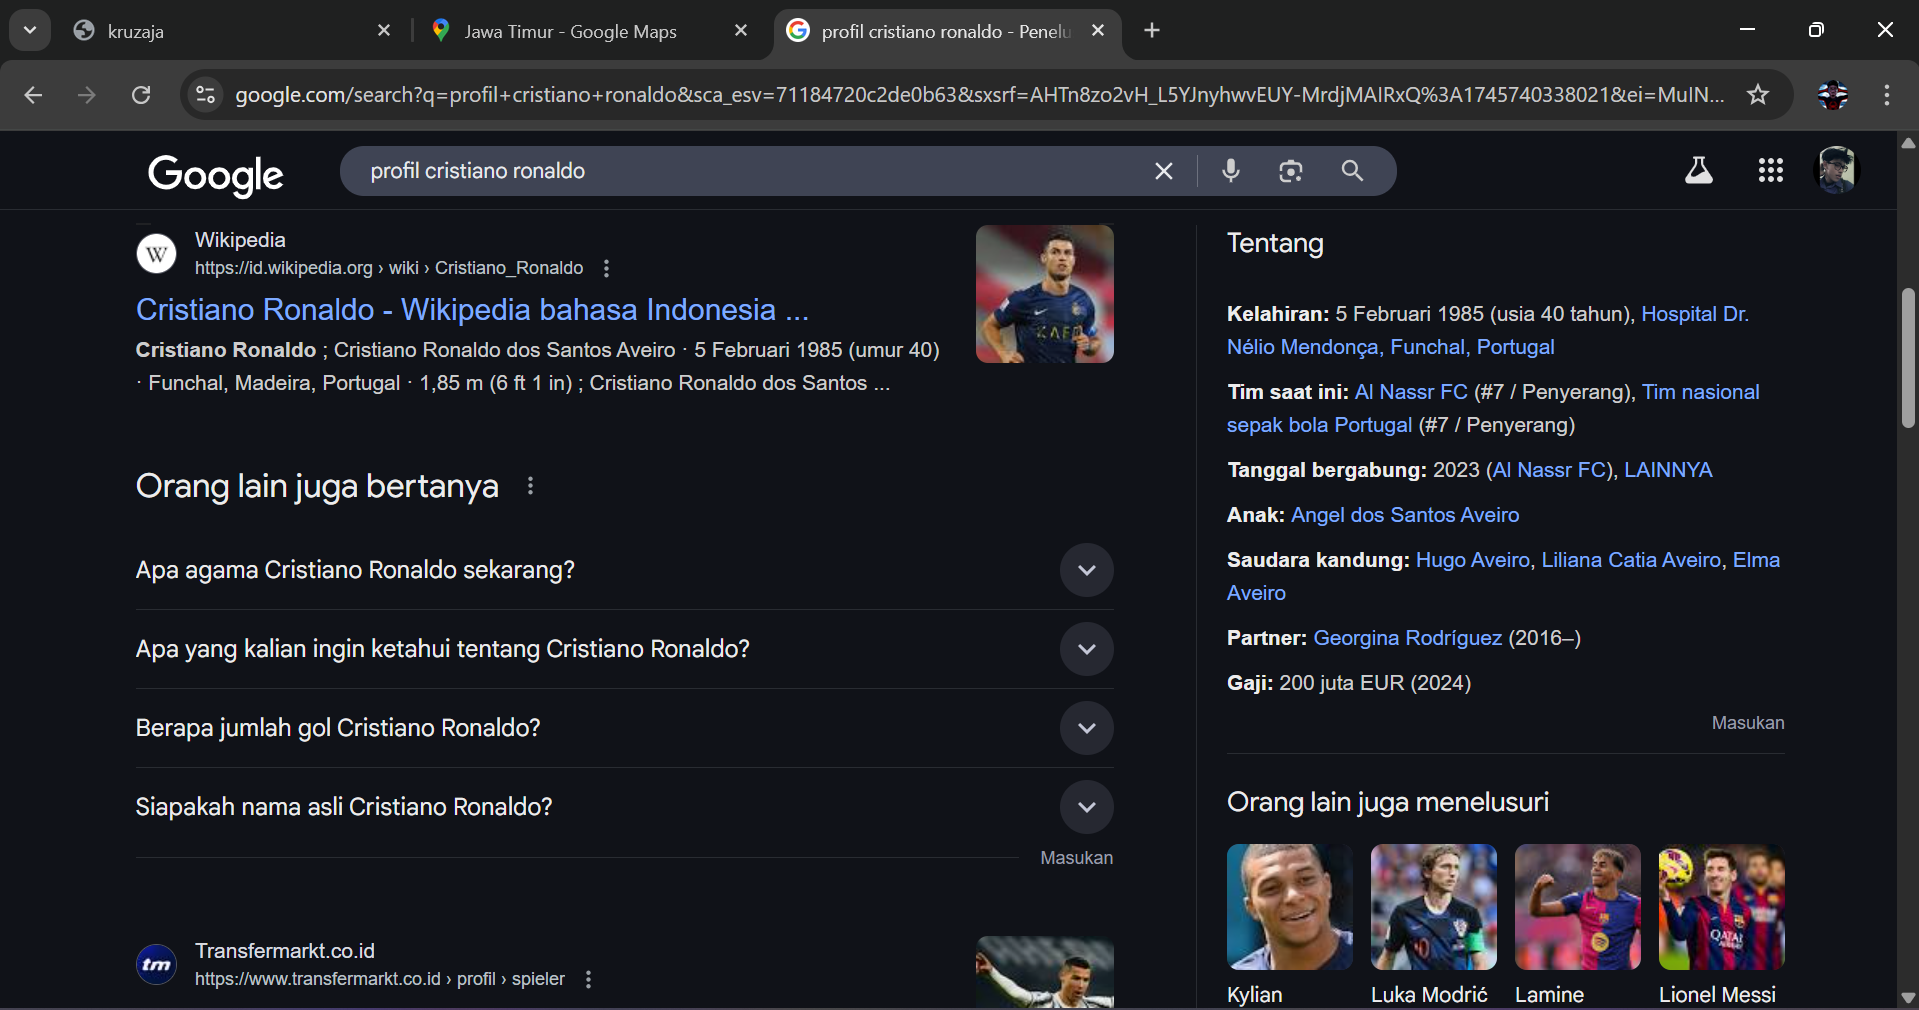 kruzaja
Jawa Timur - Google Maps
profil cristiano ronaldo - Penelu
google.com/search?q=profil+cristiano+ronaldo&sca_esv=71184720c2de0b63&sxsrf=AHTn8zo2vH_L5YJnyhwvEUY-MrdjMAIRxQ%3A1745740338021&ei=MuIN...
Google
profil cristiano ronaldo
Wikipedia
https://id.wikipedia.org › wiki › Cristiano_Ronaldo
Cristiano Ronaldo - Wikipedia bahasa Indonesia ...
Cristiano Ronaldo ; Cristiano Ronaldo dos Santos Aveiro · 5 Februari 1985 (umur 40)
· Funchal, Madeira, Portugal · 1,85 m (6 ft 1 in) ; Cristiano Ronaldo dos Santos ...
Orang lain juga bertanya
Apa agama Cristiano Ronaldo sekarang?
Apa yang kalian ingin ketahui tentang Cristiano Ronaldo?
Berapa jumlah gol Cristiano Ronaldo?
Siapakah nama asli Cristiano Ronaldo?
Masukan
tm
Transfermarkt.co.id
https://www.transfermarkt.co.id › profil › spieler
Tentang
Kelahiran: 5 Februari 1985 (usia 40 tahun), Hospital Dr.
Nélio Mendonça, Funchal, Portugal
Tim saat ini: Al Nassr FC (#7 / Penyerang), Tim nasional
sepak bola Portugal (#7 / Penyerang)
Tanggal bergabung: 2023 (Al Nassr FC), LAINNYA
Anak: Angel dos Santos Aveiro
Saudara kandung: Hugo Aveiro, Liliana Catia Aveiro, Elma
Aveiro
Partner: Georgina Rodríguez (2016–)
Gaji: 200 juta EUR (2024)
Masukan
Orang lain juga menelusuri
Kylian
Luka Modrić
Lamine
Lionel Messi